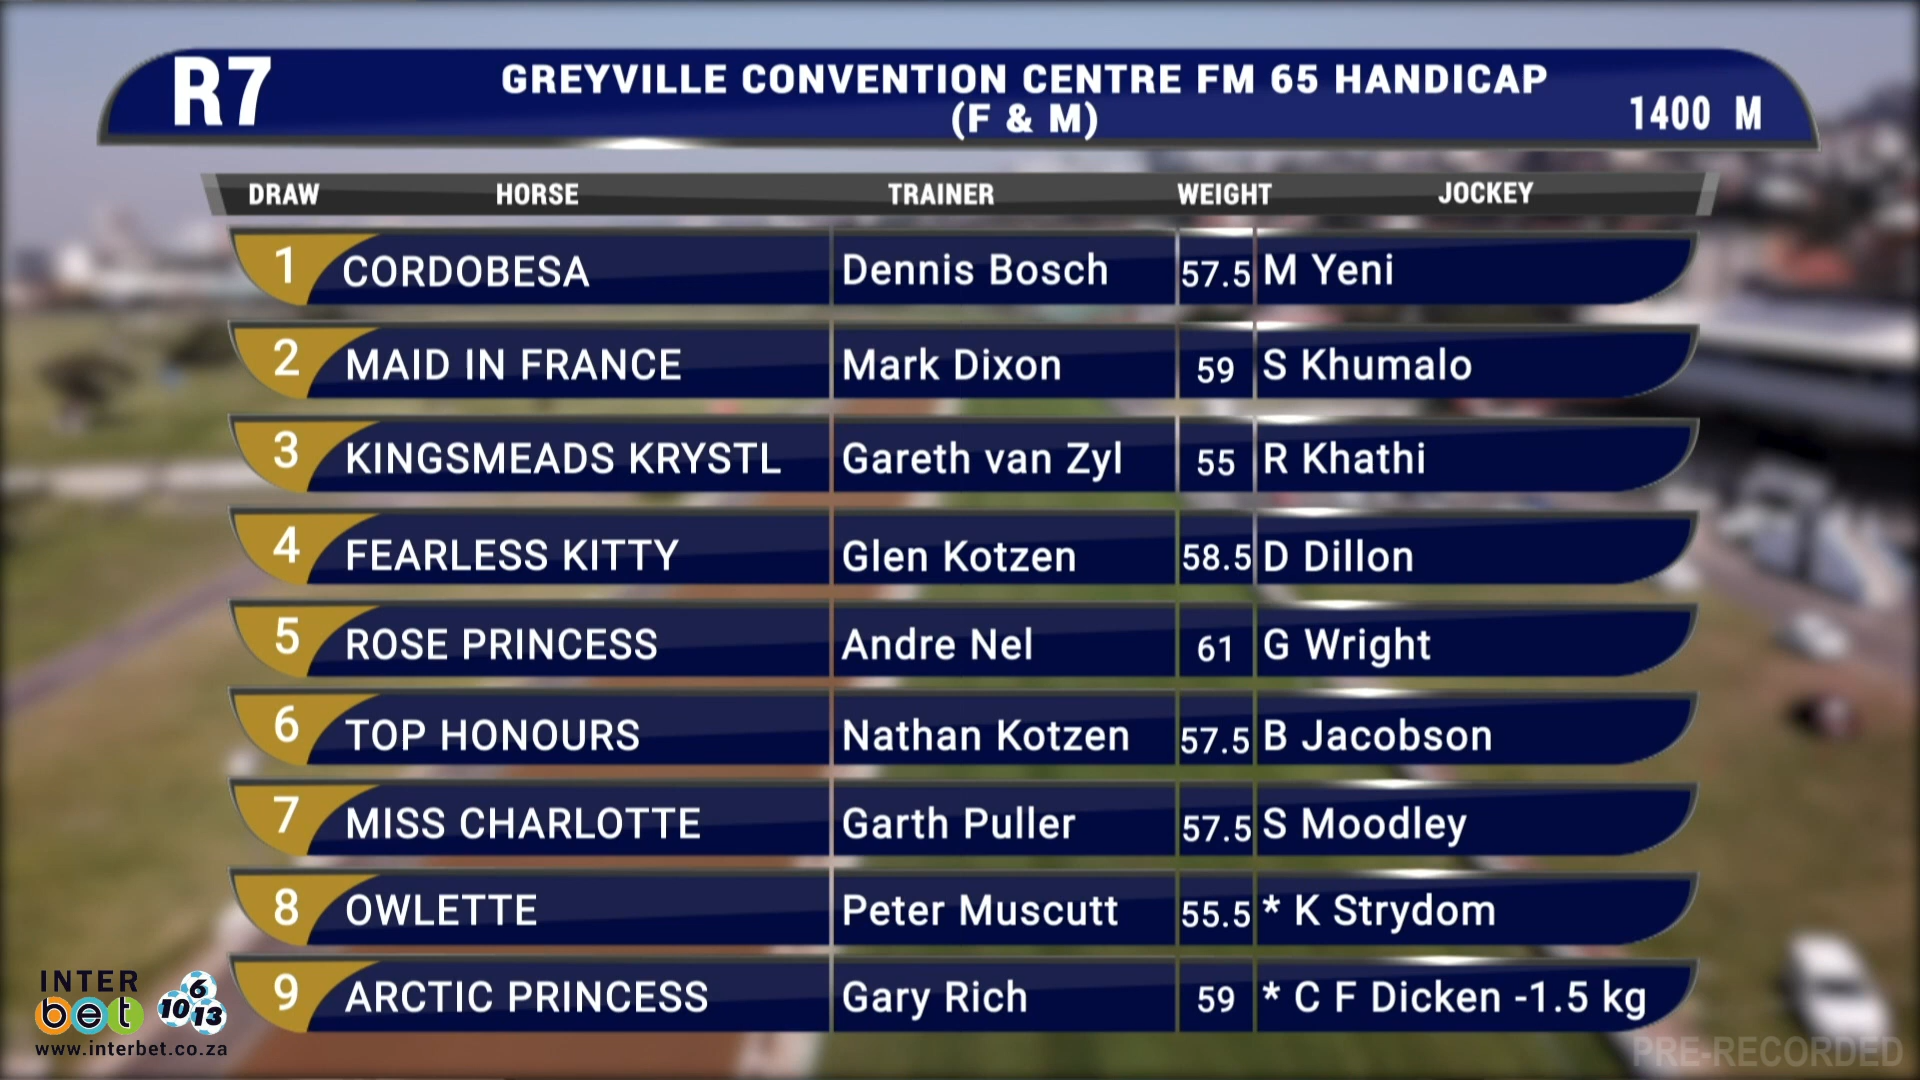 R7
GREYVILLE CONVENTION CENTRE FM 65 HANDICAP
(F & M)
1400 M
DRAW HORSE TRAINER WEIGHT JOCKEY
1 CORDOBESA Dennis Bosch 57.5 M Yeni
2 MAID IN FRANCE Mark Dixon 59 S Khumalo
3 KINGSMEADS KRYSTL Gareth van Zyl 55 R Khathi
4 FEARLESS KITTY Glen Kotzen 58.5 D Dillon
5 ROSE PRINCESS Andre Nel 61 G Wright
6 TOP HONOURS Nathan Kotzen 57.5 B Jacobson
7 MISS CHARLOTTE Garth Puller 57.5 S Moodley
8 OWLETTE Peter Muscutt 55.5 * K Strydom
9 ARCTIC PRINCESS Gary Rich 59 * C F Dicken -1.5 kg
INTER
bet
6
10 13
www.interbet.co.za
PRE-RECORDED